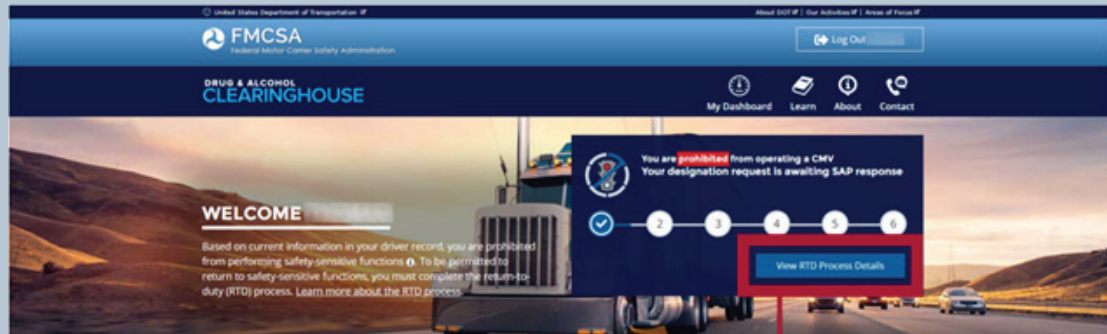 United States Department of Transportation
About DOT | Our Activities | Areas of Focus
FMCSA
Federal Motor Carrier Safety Administration
Log Out
DRUG & ALCOHOL
CLEARINGHOUSE
My Dashboard
Learn
About
Contact
You are prohibited from operating a CMV
Your designation request is awaiting SAP response
2
3
4
5
6
View RTD Process Details
WELCOME
Based on current information in your driver record, you are prohibited
from performing safety-sensitive functions. To be permitted to
return to safety-sensitive functions, you must complete the return-to-
duty (RTD) process. Learn more about the RTD process.